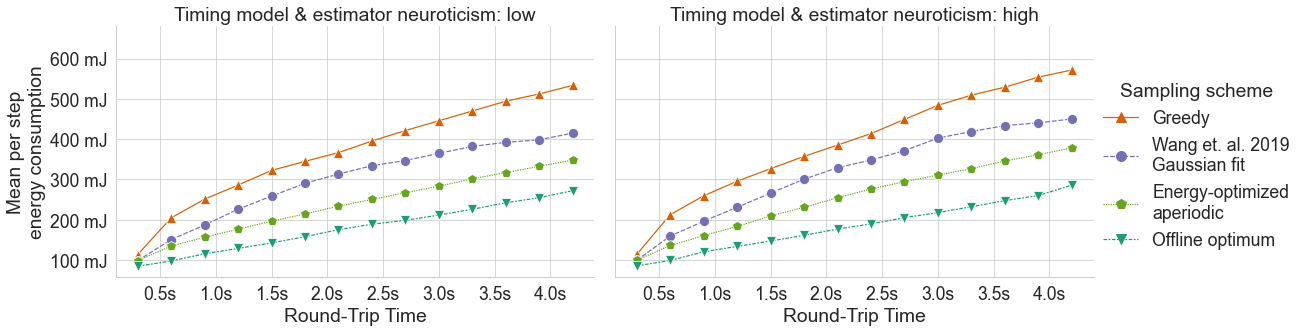 Timing model & estimator neuroticism: low
Timing model & estimator neuroticism: high
Mean per step
energy consumption
600 mJ
500 mJ
400 mJ
300 mJ
200 mJ
100 mJ
0.5s 1.0s 1.5s 2.0s 2.5s 3.0s 3.5s 4.0s
Round-Trip Time
0.5s 1.0s 1.5s 2.0s 2.5s 3.0s 3.5s 4.0s
Round-Trip Time
Sampling scheme
Greedy
Wang et. al. 2019
Gaussian fit
Energy-optimized
aperiodic
Offline optimum